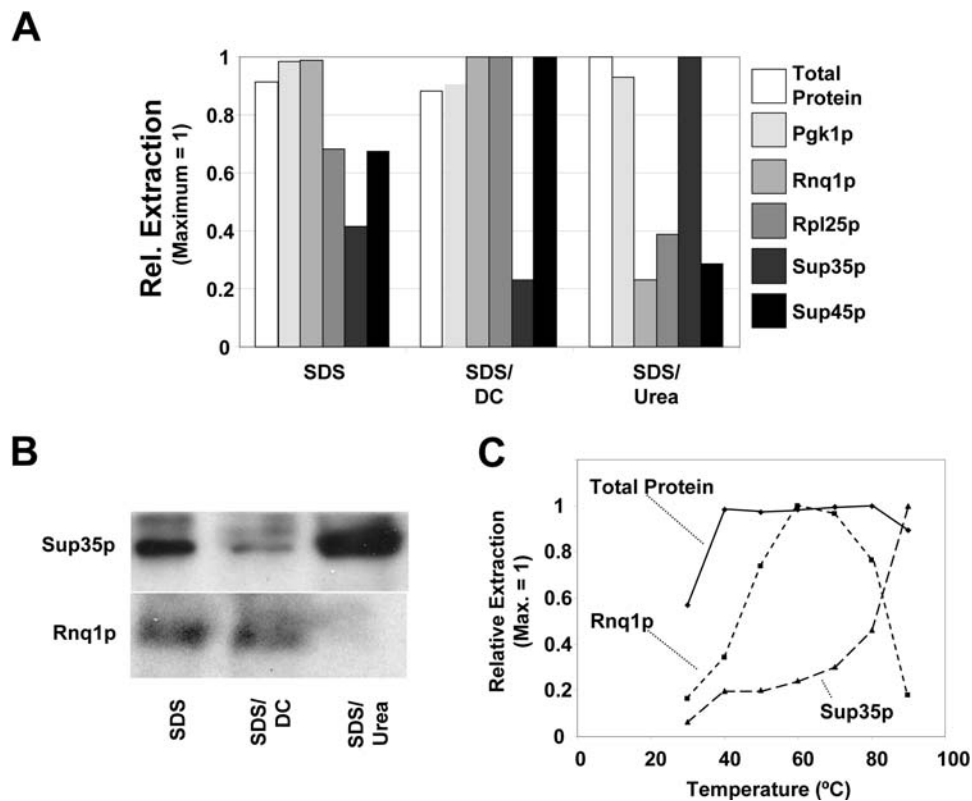 A
Rel. Extraction
(Maximum = 1)
1
0.8
0.6
0.4
0.2
0
SDS
SDS/
DC
SDS/
Urea
Total
Protein
Pgk1p
Rnq1p
Rpl25p
Sup35p
Sup45p
B
Sup35p
Rnq1p
SDS
SDS/
DC
SDS/
Urea
C
Relative Extraction
(Max. = 1)
1
0.8
0.6
0.4
0.2
0
Total Protein
Rnq1p
Sup35p
0
20
40
60
80
100
Temperature (ºC)